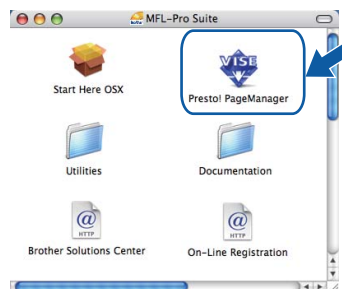 MFL-Pro Suite
VISE
Start Here OSX
Presto! PageManager
Utilities
Documentation
@
HTTP
@
HTTP
Brother Solutions Center
On-Line Registration